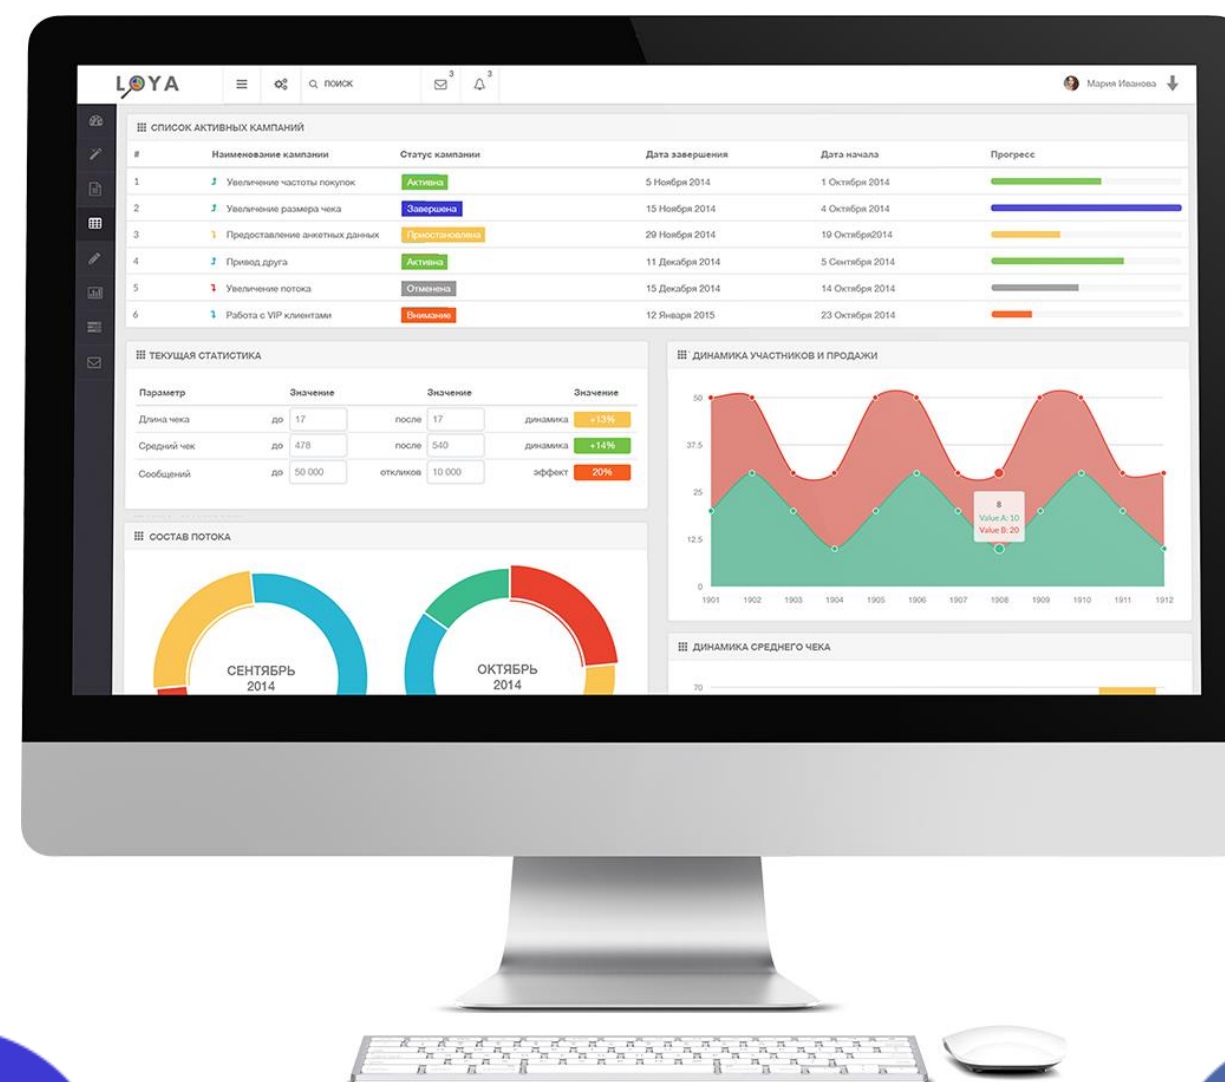 LOYA
ПОИСК
3
3
Мария Иванова
СПИСОК АКТИВНЫХ КАМПАНИЙ
# Наименование кампании Статус кампании Дата завершения Дата начала Прогресс
1 Увеличение частоты покупок Активна 5 Ноября 2014 1 Октября 2014
2 Увеличение размера чека Завершена 15 Ноября 2014 4 Октября 2014
3 Предоставление анкетных данных Приостановлена 29 Ноября 2014 19 Октября2014
4 Привод друга Активна 11 Декабря 2014 5 Сентября 2014
5 Увеличение потока Отменена 15 Декабря 2014 14 Октября 2014
6 Работа с VIP клиентами Внимание 12 Января 2015 23 Октября 2014
ТЕКУЩАЯ СТАТИСТИКА
Параметр Значение Значение Значение
Длина чека до 17 после 17 динамика +13%
Средний чек до 478 после 540 динамика +14%
Сообщений до 50 000 откликов 10 000 эффект 20%
СОСТАВ ПОТОКА
СЕНТЯБРЬ
2014
ОКТЯБРЬ
2014
ДИНАМИКА УЧАСТНИКОВ И ПРОДАЖИ
50
37.5
25
12.5
0
8
Value A: 10
Value B: 20
1901 1902 1903 1904 1905 1906 1907 1908 1909 1910 1911 1912
ДИНАМИКА СРЕДНЕГО ЧЕКА
70